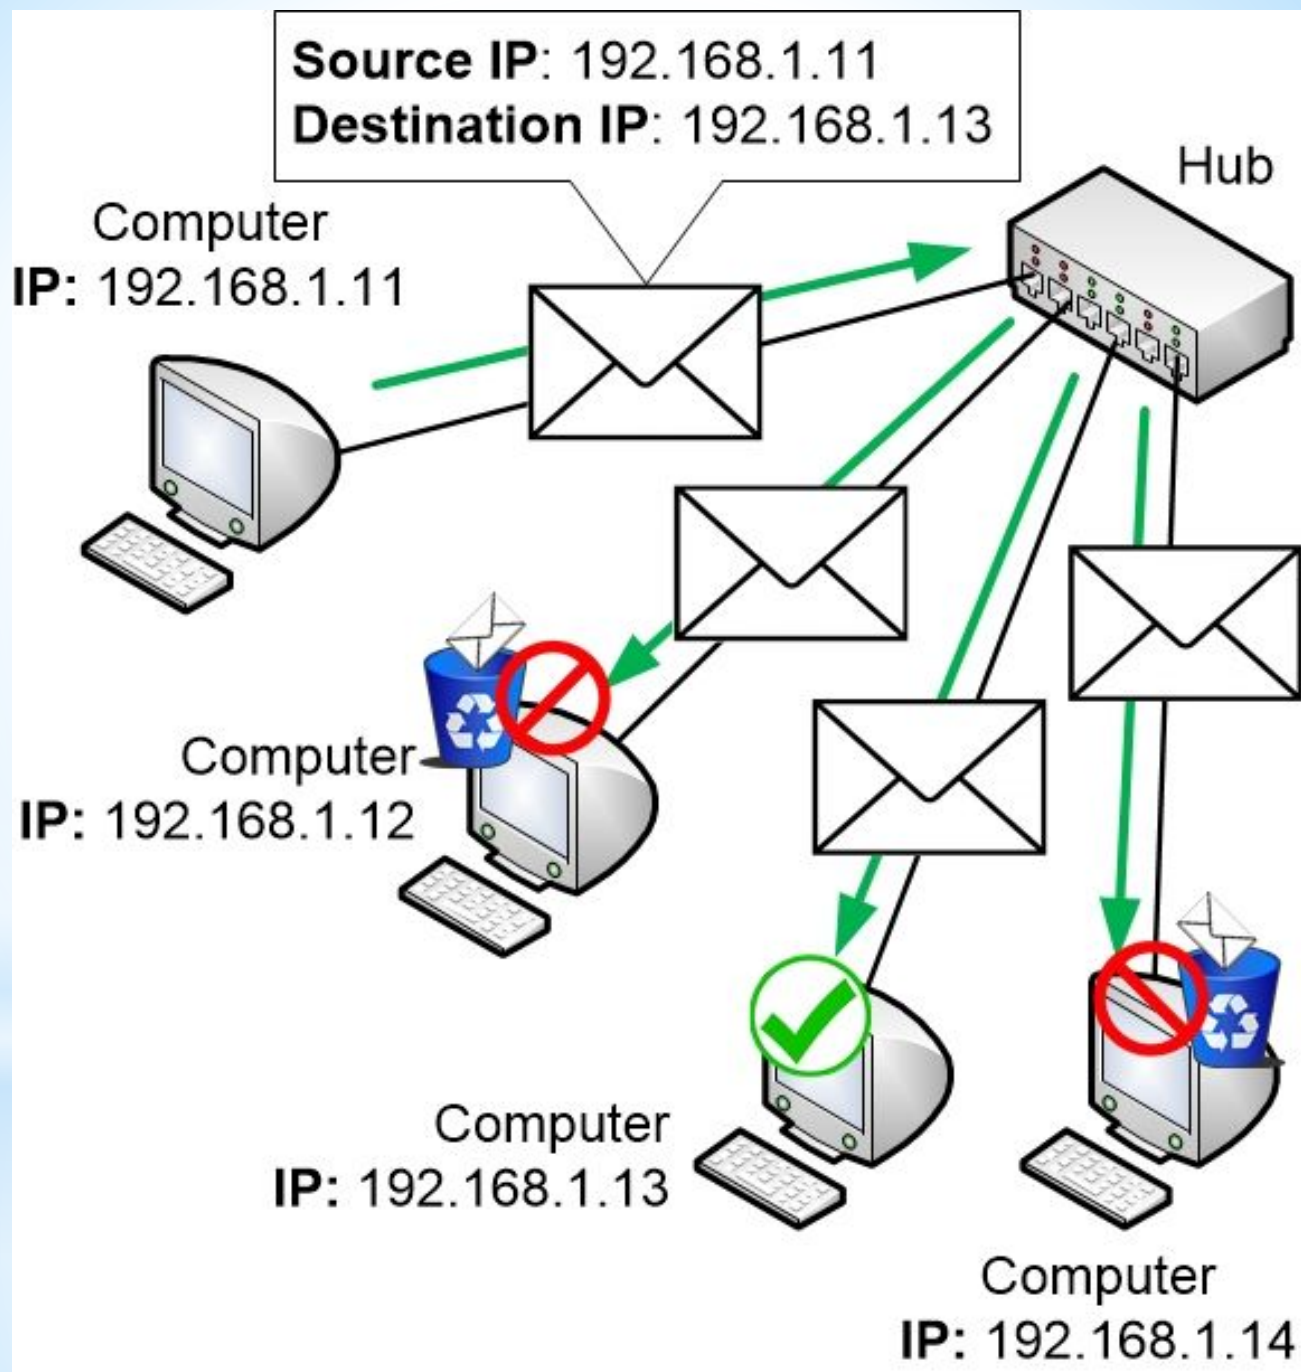 Source IP: 192.168.1.11
Destination IP: 192.168.1.13
Hub
Computer
IP: 192.168.1.11
Computer
IP: 192.168.1.12
Computer
IP: 192.168.1.13
Computer
IP: 192.168.1.14